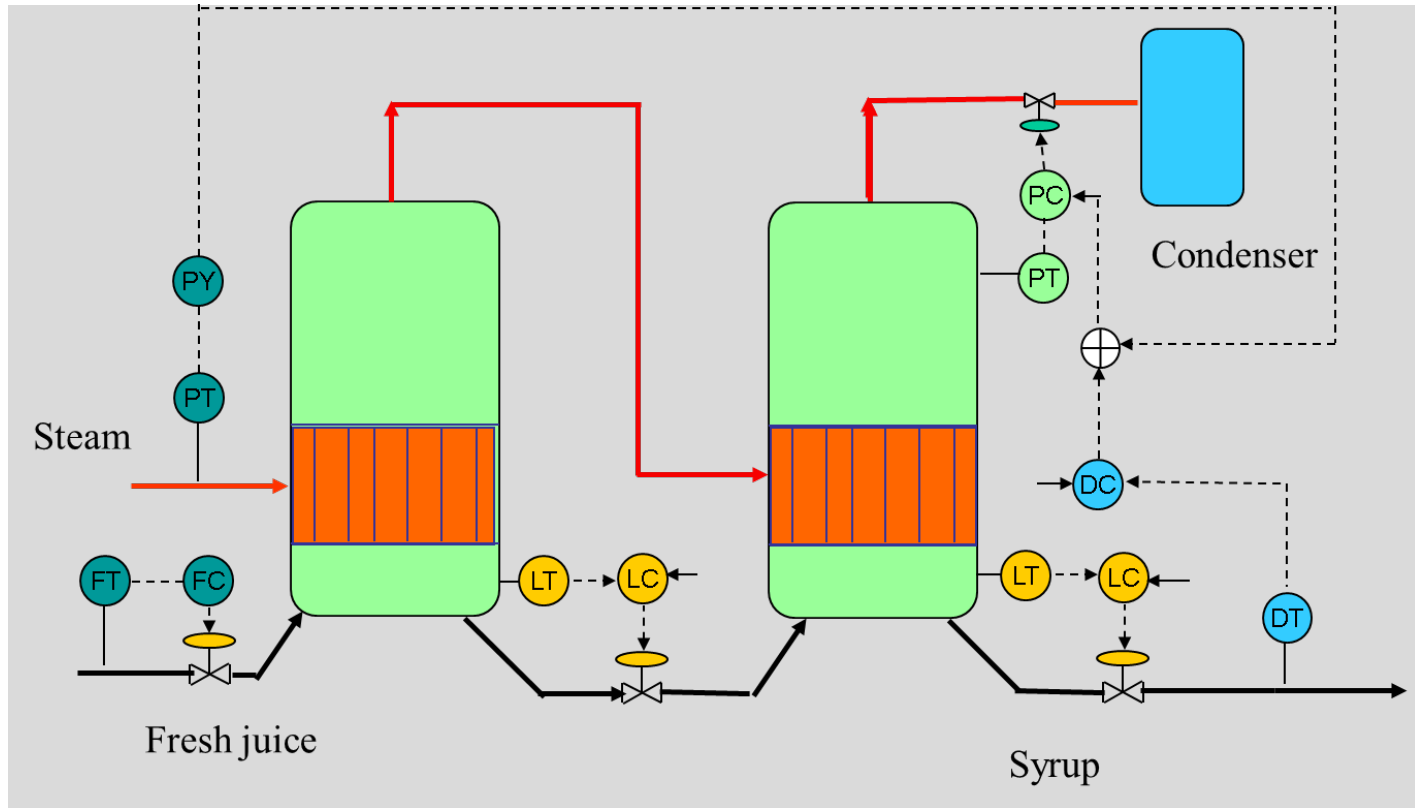 PC
Condenser
PY
PT
PT
Steam
DC
FT
FC
LT
LC
LT
LC
DT
Fresh juice
Syrup